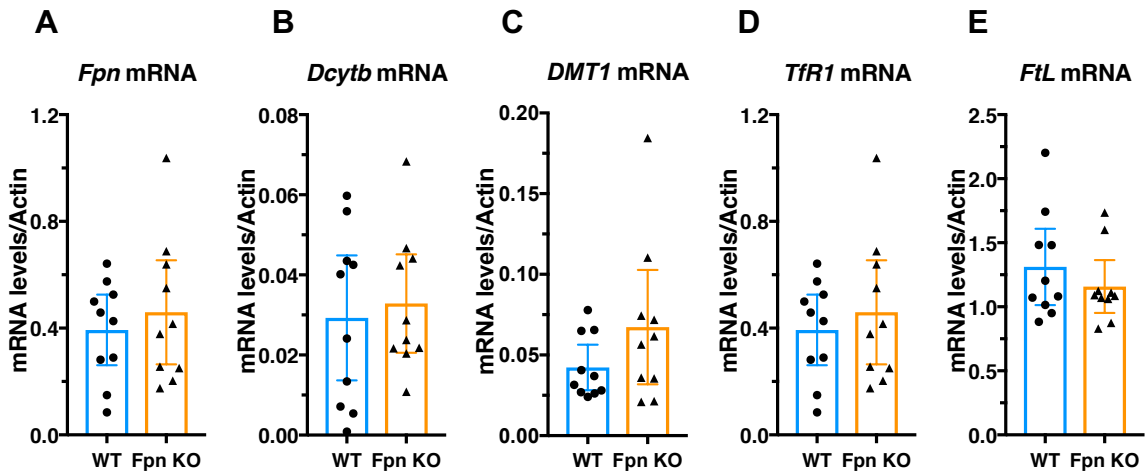 A B C D E
Fpn mRNA Dcytb mRNA DMT1 mRNA TfR1 mRNA FtL mRNA
mRNA levels/Actin
1.2
0.8
0.4
0.0
WT Fpn KO
mRNA levels/Actin
0.08
0.06
0.04
0.02
0.00
WT Fpn KO
mRNA levels/Actin
0.20
0.15
0.10
0.05
0.00
WT Fpn KO
mRNA levels/Actin
1.2
0.8
0.4
0.0
WT Fpn KO
mRNA levels/Actin
2.5
2.0
1.5
1.0
0.5
0.0
WT Fpn KO